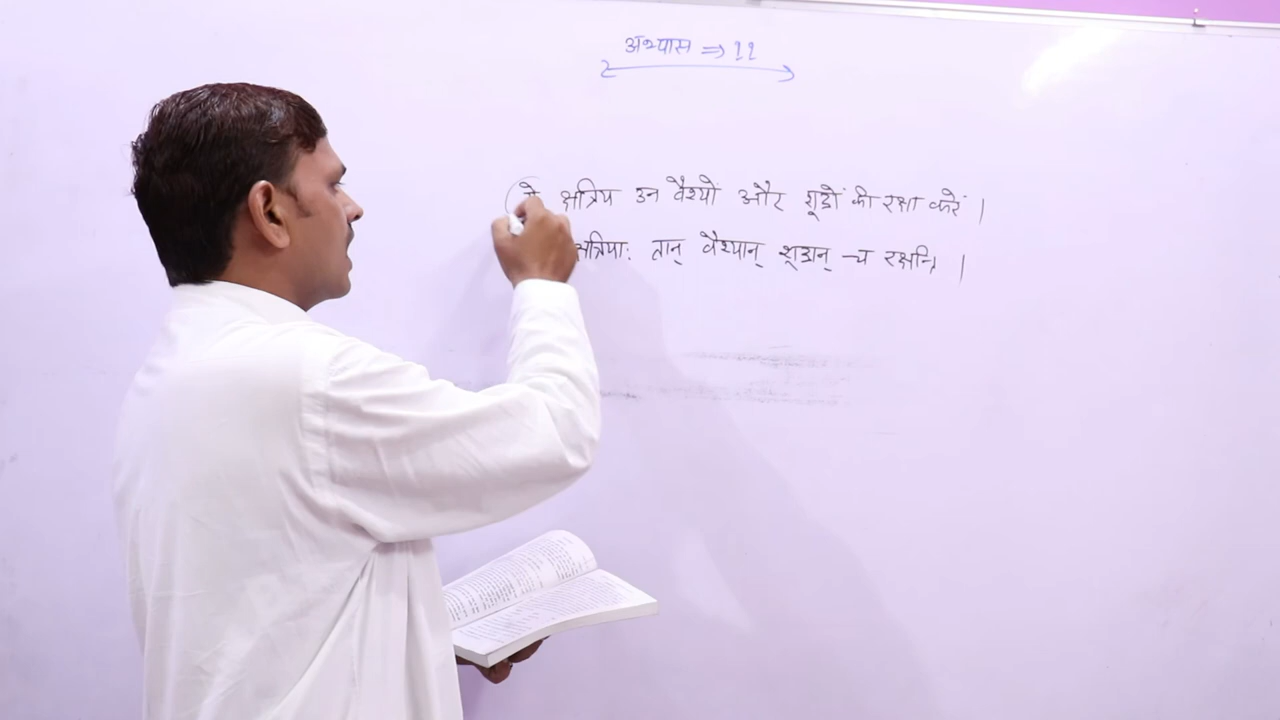 अभ्यास ⇒ 11
ये क्षत्रिय उन वैश्यों और शूद्रों की रक्षा करें।
क्षत्रियाः तान् वैश्यान् शूद्रान् च रक्षन्ति।